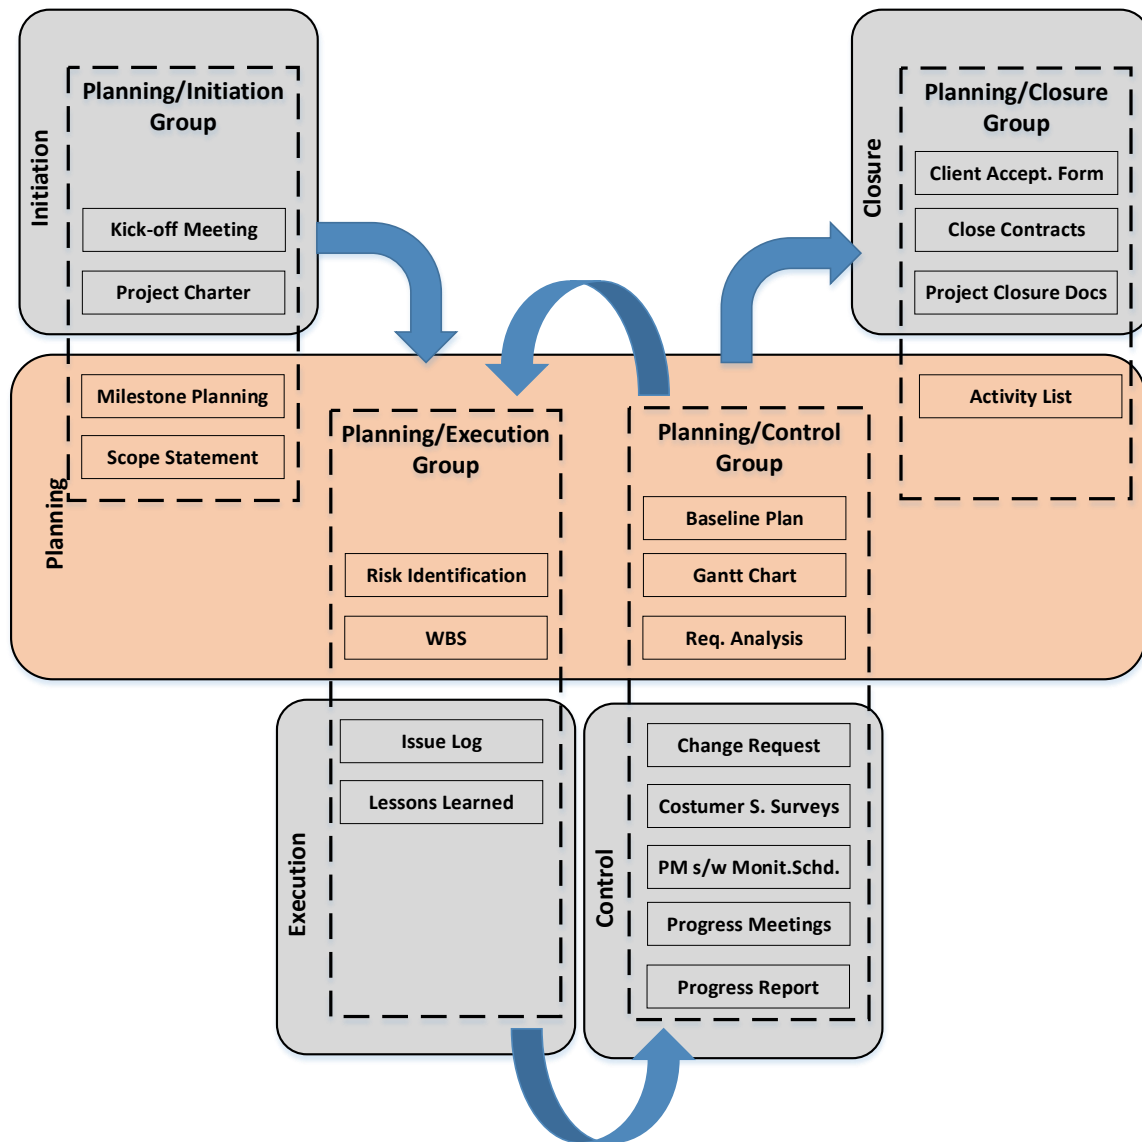 Initiation
Planning/Initiation
Group
Kick-off Meeting
Project Charter
Closure
Planning/Closure
Group
Client Accept. Form
Close Contracts
Project Closure Docs
Planning
Milestone Planning
Scope Statement
Planning/Execution
Group
Risk Identification
WBS
Planning/Control
Group
Baseline Plan
Gantt Chart
Req. Analysis
Activity List
Execution
Issue Log
Lessons Learned
Control
Change Request
Costumer S. Surveys
PM s/w Monit.Schd.
Progress Meetings
Progress Report